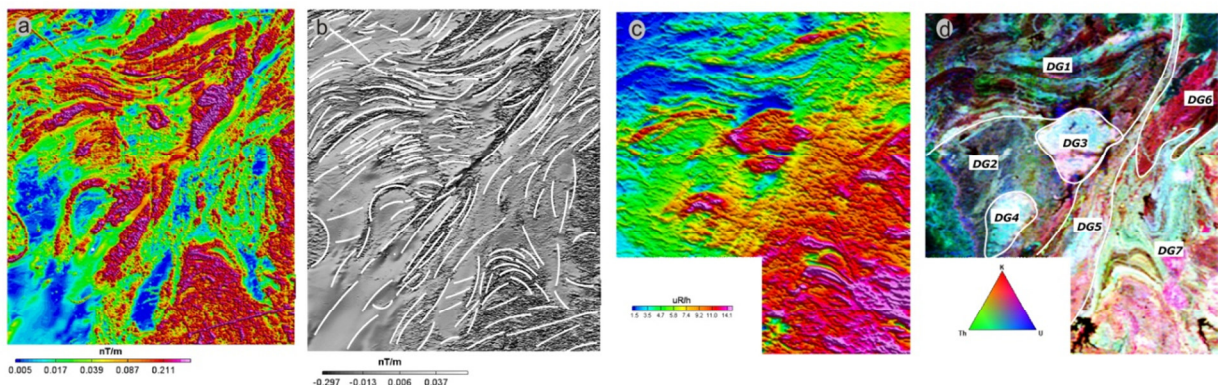 a
b
c
d
DG1
DG6
DG3
DG2
DG4
DG5
DG7
nT/m
0.005 0.017 0.039 0.087 0.211
nT/m
-0.297 -0.013 0.006 0.037
uR/h
1.5 3.5 4.7 5.8 7.4 9.2 11.0 14.1
K
Th U